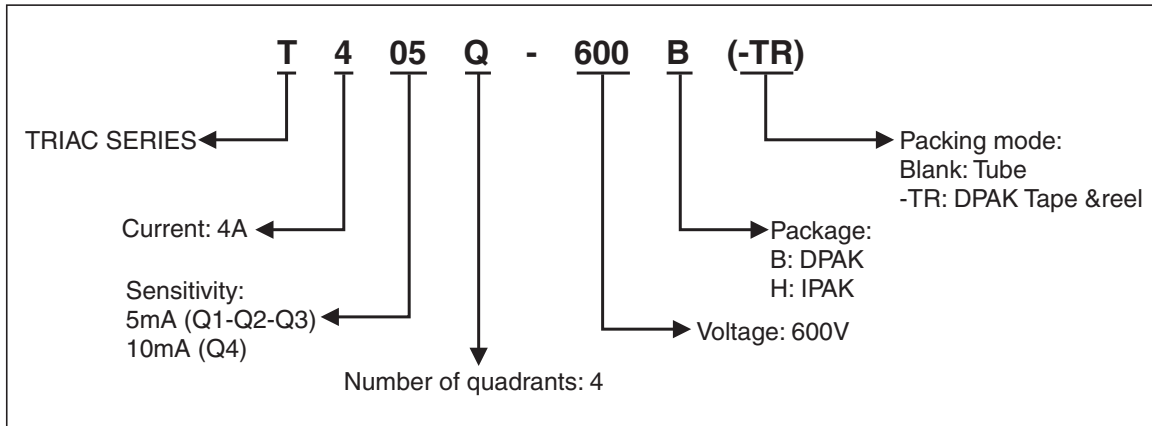 T 4 05 Q - 600 B (-TR)
TRIAC SERIES
Packing mode:
Blank: Tube
-TR: DPAK Tape &reel
Current: 4A
Package:
B: DPAK
H: IPAK
Sensitivity:
5mA (Q1-Q2-Q3)
10mA (Q4)
Voltage: 600V
Number of quadrants: 4